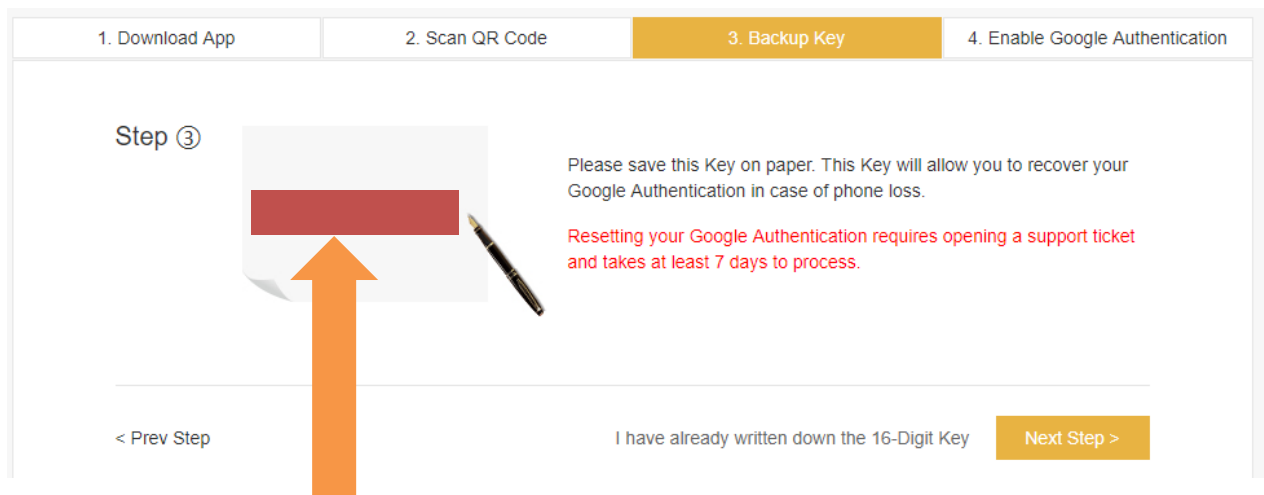 1. Download App
2. Scan QR Code
3. Backup Key
4. Enable Google Authentication
Step ③
Please save this Key on paper. This Key will allow you to recover your
Google Authentication in case of phone loss.
Resetting your Google Authentication requires opening a support ticket
and takes at least 7 days to process.
< Prev Step
I have already written down the 16-Digit Key
Next Step >